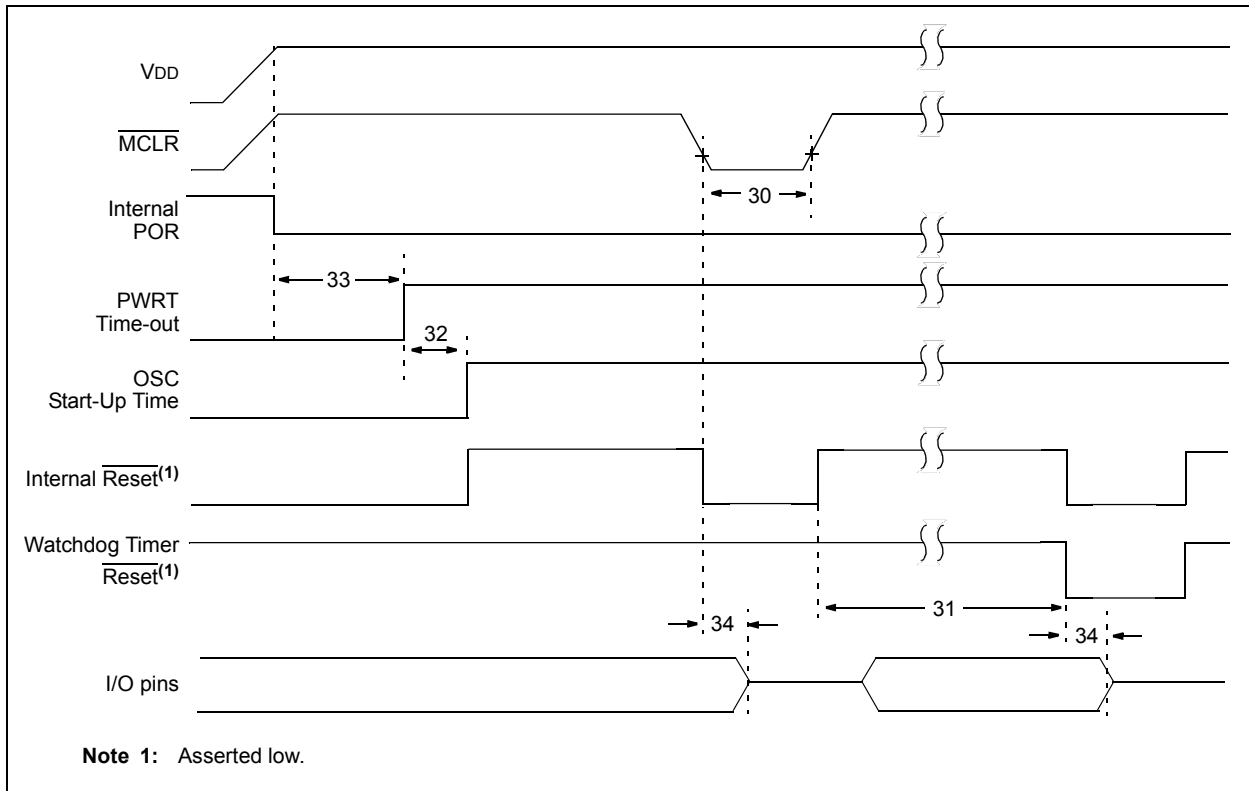 VDD
MCLR
30
Internal
POR
33
PWRT
Time-out
32
OSC
Start-Up Time
Internal Reset(1)
Watchdog Timer
Reset(1)
31
34
34
I/O pins
Note 1: Asserted low.